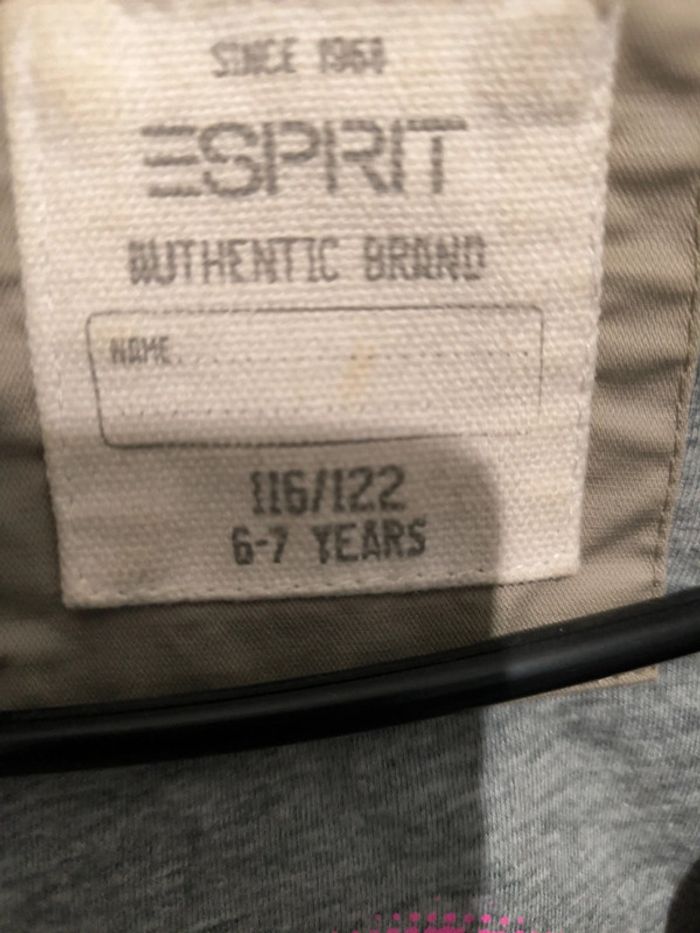 SINCE 1968
ESPRIT
AUTHENTIC BRAND
NAME....................................
........................................
116/122
6-7 YEARS